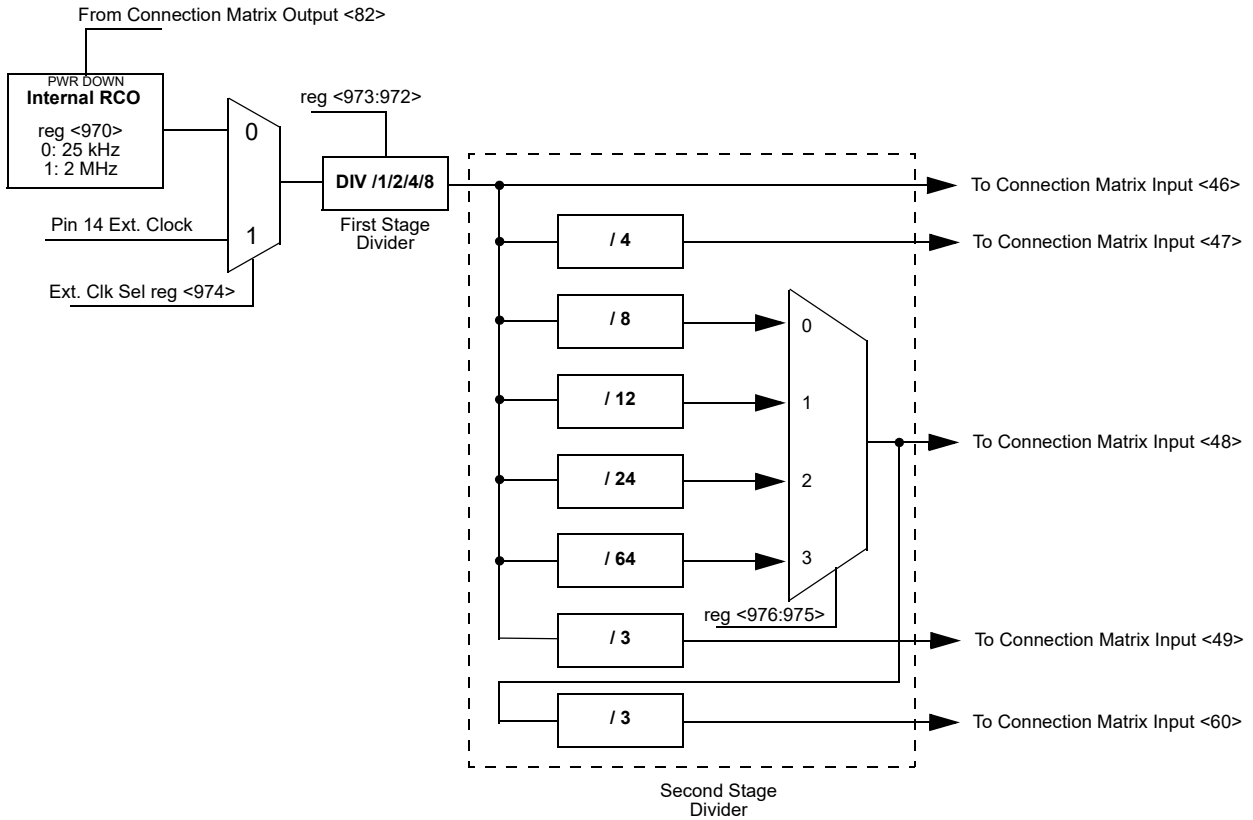 From Connection Matrix Output <82>
PWR DOWN
Internal RCO
reg <970>
0: 25 kHz
1: 2 MHz
0
1
Pin 14 Ext. Clock
Ext. Clk Sel reg <974>
reg <973:972>
DIV /1/2/4/8
First Stage
Divider
To Connection Matrix Input <46>
/ 4
To Connection Matrix Input <47>
/ 8
0
/ 12
1
To Connection Matrix Input <48>
/ 24
2
/ 64
3
reg <976:975>
/ 3
To Connection Matrix Input <49>
/ 3
To Connection Matrix Input <60>
Second Stage
Divider